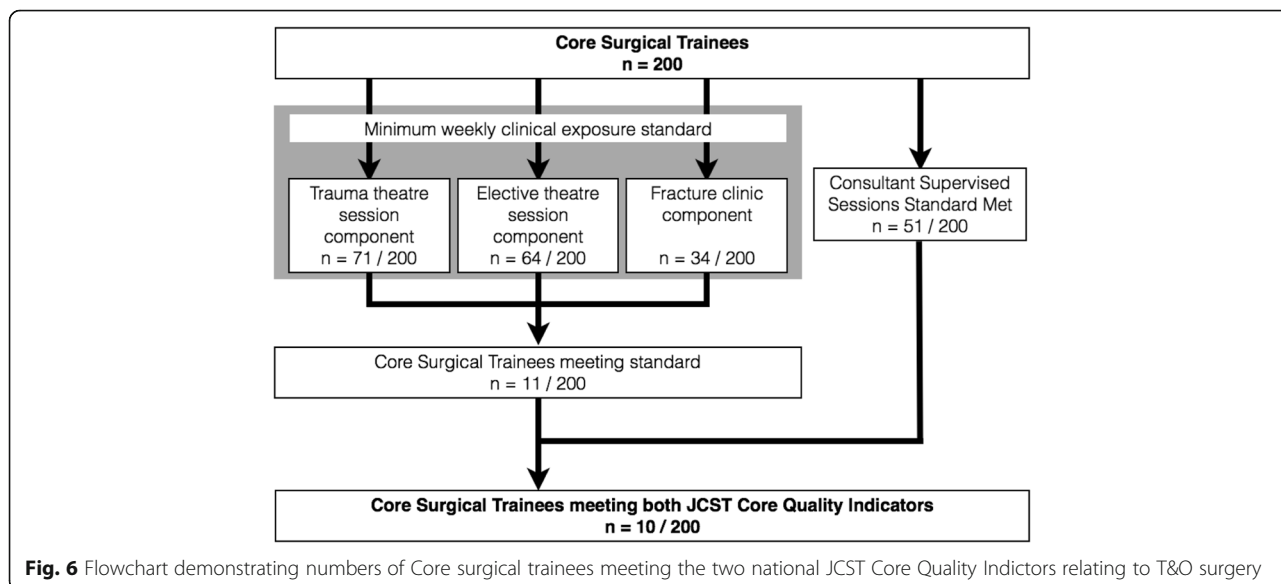 Core Surgical Trainees
n = 200
Minimum weekly clinical exposure standard
Trauma theatre
session
component
n = 71 / 200
Elective theatre
session
component
n = 64 / 200
Fracture clinic
component
n = 34 / 200
Consultant Supervised
Sessions Standard Met
n = 51 / 200
Core Surgical Trainees meeting standard
n = 11 / 200
Core Surgical Trainees meeting both JCST Core Quality Indicators
n = 10 / 200
Fig. 6 Flowchart demonstrating numbers of Core surgical trainees meeting the two national JCST Core Quality Indictors relating to T&O surgery